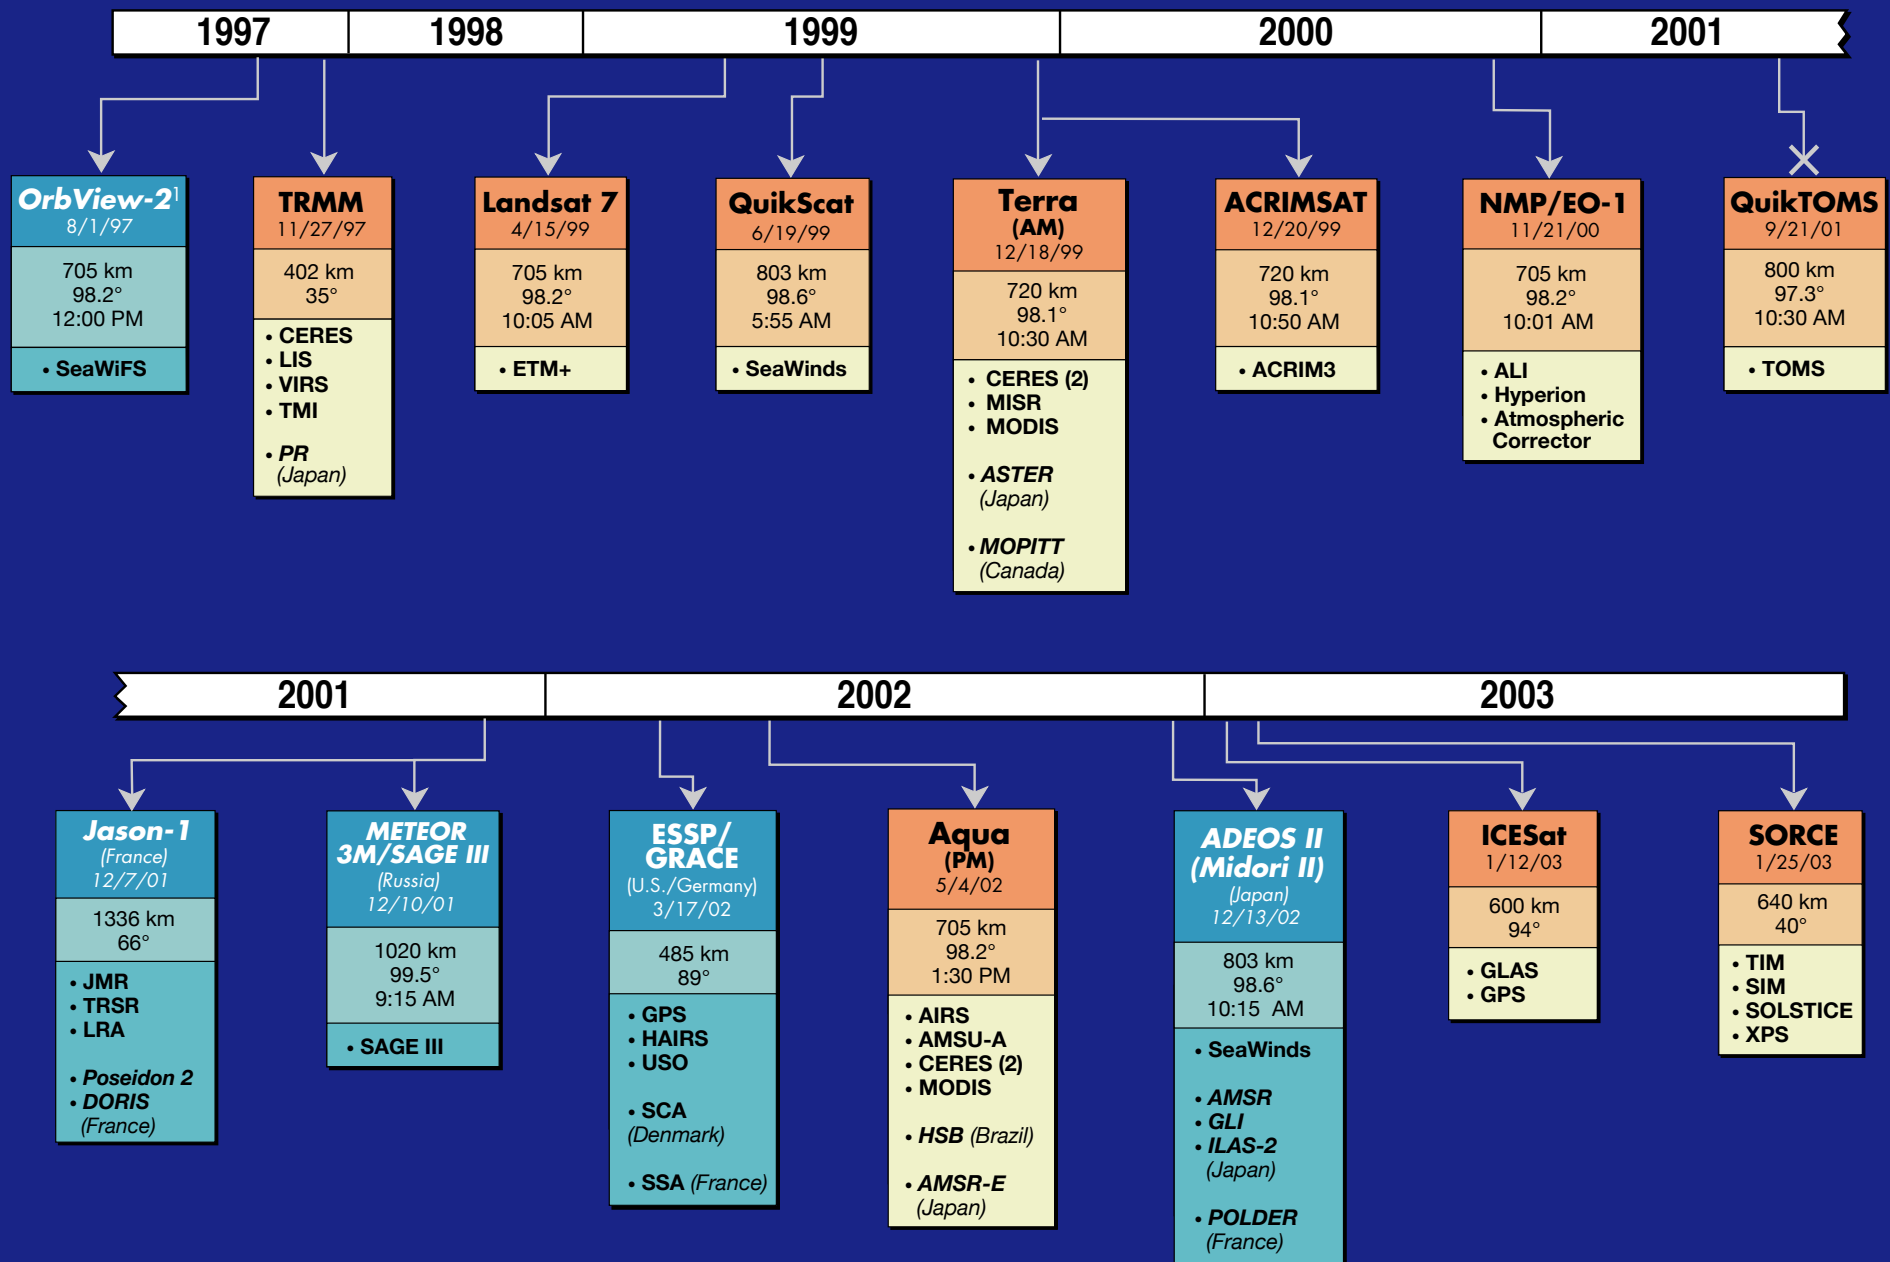 1997 1998 1999 2000 2001
OrbView-2¹
8/1/97
705 km
98.2°
12:00 PM
• SeaWiFS
TRMM
11/27/97
402 km
35°
• CERES
• LIS
• VIRS
• TMI
• PR
(Japan)
Landsat 7
4/15/99
705 km
98.2°
10:05 AM
• ETM+
QuikScat
6/19/99
803 km
98.6°
5:55 AM
• SeaWinds
Terra
(AM)
12/18/99
720 km
98.1°
10:30 AM
• CERES (2)
• MISR
• MODIS
• ASTER
(Japan)
• MOPITT
(Canada)
ACRIMSAT
12/20/99
720 km
98.1°
10:50 AM
• ACRIM3
NMP/EO-1
11/21/00
705 km
98.2°
10:01 AM
• ALI
• Hyperion
• Atmospheric
Corrector
QuikTOMS
9/21/01
800 km
97.3°
10:30 AM
• TOMS
2001 2002 2003
Jason-1
(France)
12/7/01
1336 km
66°
• JMR
• TRSR
• LRA
• Poseidon 2
• DORIS
(France)
METEOR
3M/SAGE III
(Russia)
12/10/01
1020 km
99.5°
9:15 AM
• SAGE III
ESSP/
GRACE
(U.S./Germany)
3/17/02
485 km
89°
• GPS
• HAIRS
• USO
• SCA
(Denmark)
• SSA (France)
Aqua
(PM)
5/4/02
705 km
98.2°
1:30 PM
• AIRS
• AMSU-A
• CERES (2)
• MODIS
• HSB (Brazil)
• AMSR-E
(Japan)
ADEOS II
(Midori II)
(Japan)
12/13/02
803 km
98.6°
10:15 AM
• SeaWinds
• AMSR
• GLI
• ILAS-2
(Japan)
• POLDER
(France)
ICESat
1/12/03
600 km
94°
• GLAS
• GPS
SORCE
1/25/03
640 km
40°
• TIM
• SIM
• SOLSTICE
• XPS